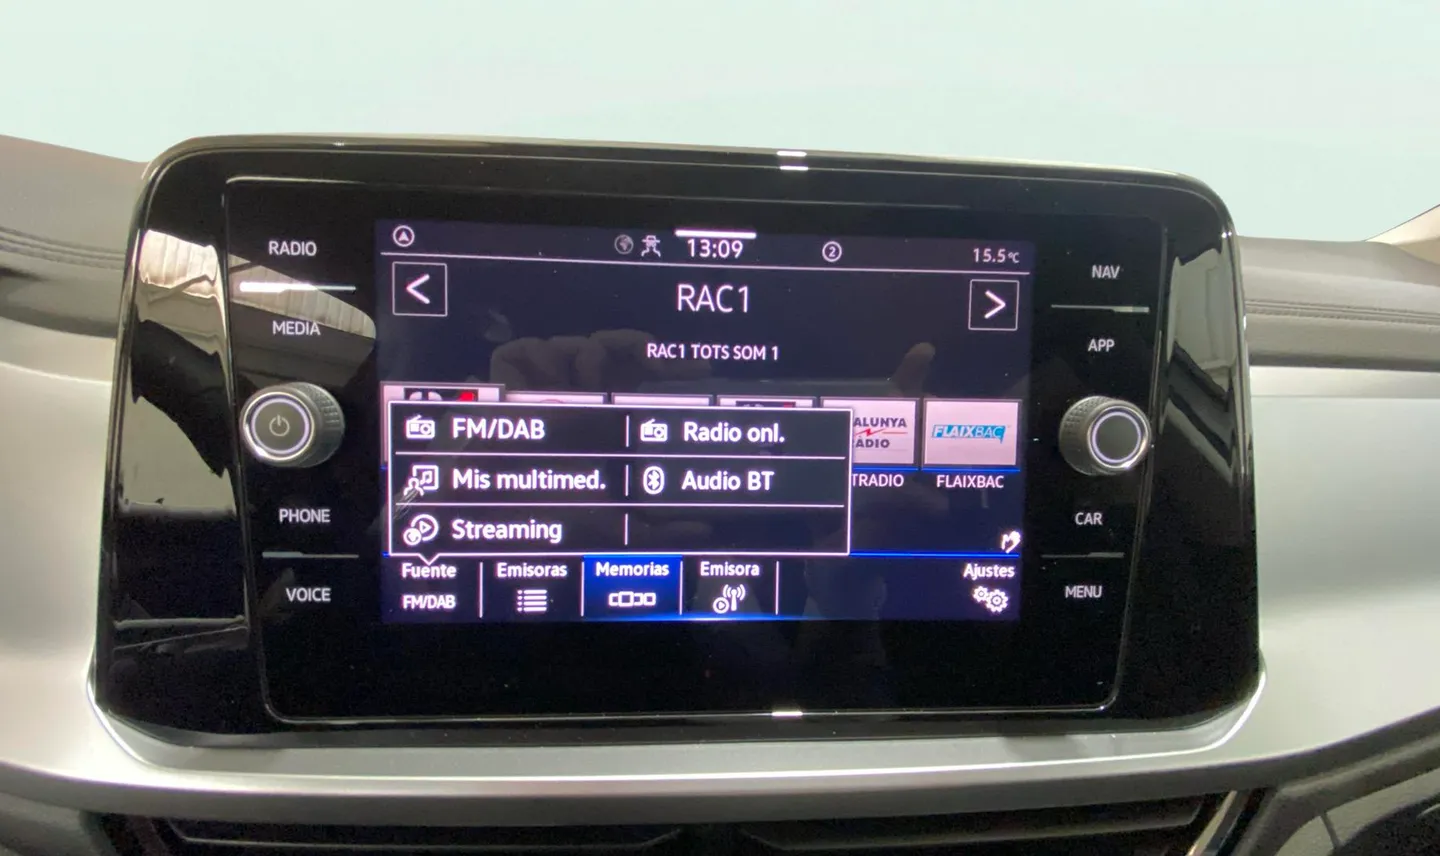 RADIO
MEDIA
PHONE
VOICE
13:09
2
15.5°C
<
RAC1
>
RAC1 TOTS SOM 1
ALUNYA
ÀDIO
FLAIXBAC
TRADIO
FLAIXBAC
FM/DAB
Radio onl.
Mis multimed.
Audio BT
Streaming
Fuente
FM/DAB
Emisoras
Memorias
Emisora
Ajustes
NAV
APP
CAR
MENU